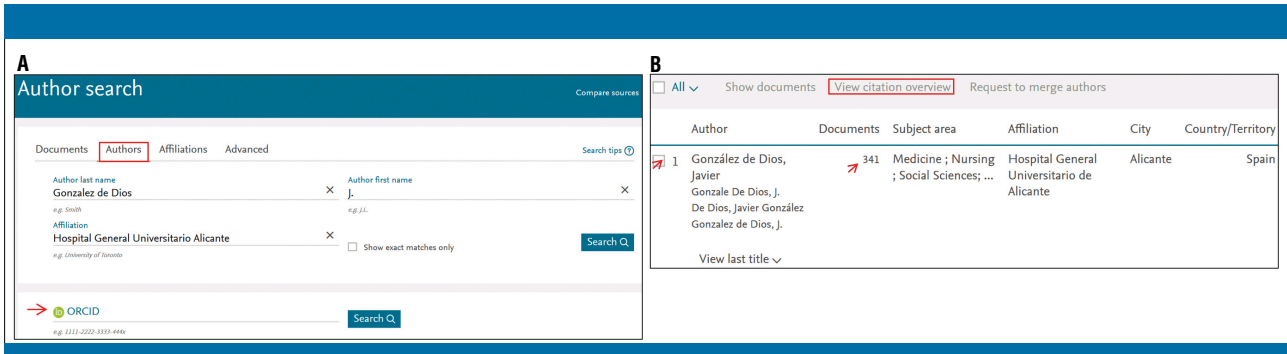 A
Author search
Compare sources
Documents Authors Affiliations Advanced
Search tips ?
Author last name
Gonzalez de Dios
e.g. Smith
Author first name
J.
e.g. J.L.
Affiliation
Hospital General Universitario Alicante
e.g. University of Toronto
Show exact matches only
Search
iD ORCID
e.g. 1111-2222-3333-444x
Search
B
All Show documents View citation overview Request to merge authors
Author Documents Subject area Affiliation City Country/Territory
1 González de Dios, 341 Medicine ; Nursing Hospital General Alicante Spain
Javier ; Social Sciences; ... Universitario de
Gonzale De Dios, J. Alicante
De Dios, Javier González
Gonzalez de Dios, J.
View last title